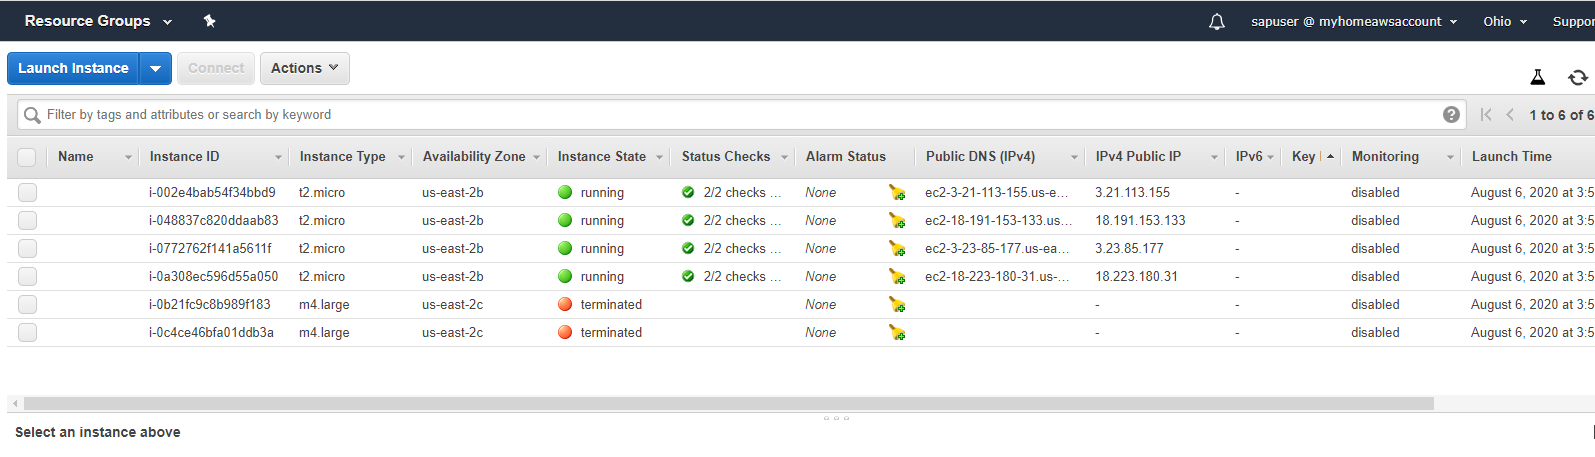 Resource Groups sapuser @ myhomeawsaccount Ohio Suppor
Launch Instance Connect Actions
Filter by tags and attributes or search by keyword 1 to 6 of 6
Name Instance ID Instance Type Availability Zone Instance State Status Checks Alarm Status Public DNS (IPv4) IPv4 Public IP IPv6 Key Monitoring Launch Time
i-002e4bab54f34bbd9 t2.micro us-east-2b running 2/2 checks ... None ec2-3-21-113-155.us-e... 3.21.113.155 - disabled August 6, 2020 at 3:5
i-048837c820ddaab83 t2.micro us-east-2b running 2/2 checks ... None ec2-18-191-153-133.us... 18.191.153.133 - disabled August 6, 2020 at 3:5
i-0772762f141a5611f t2.micro us-east-2b running 2/2 checks ... None ec2-3-23-85-177.us-ea... 3.23.85.177 - disabled August 6, 2020 at 3:5
i-0a308ec596d55a050 t2.micro us-east-2b running 2/2 checks ... None ec2-18-223-180-31.us-... 18.223.180.31 - disabled August 6, 2020 at 3:5
i-0b21fc9c8b989f183 m4.large us-east-2c terminated None - - disabled August 6, 2020 at 3:5
i-0c4ce46bfa01ddb3a m4.large us-east-2c terminated None - - disabled August 6, 2020 at 3:5
Select an instance above